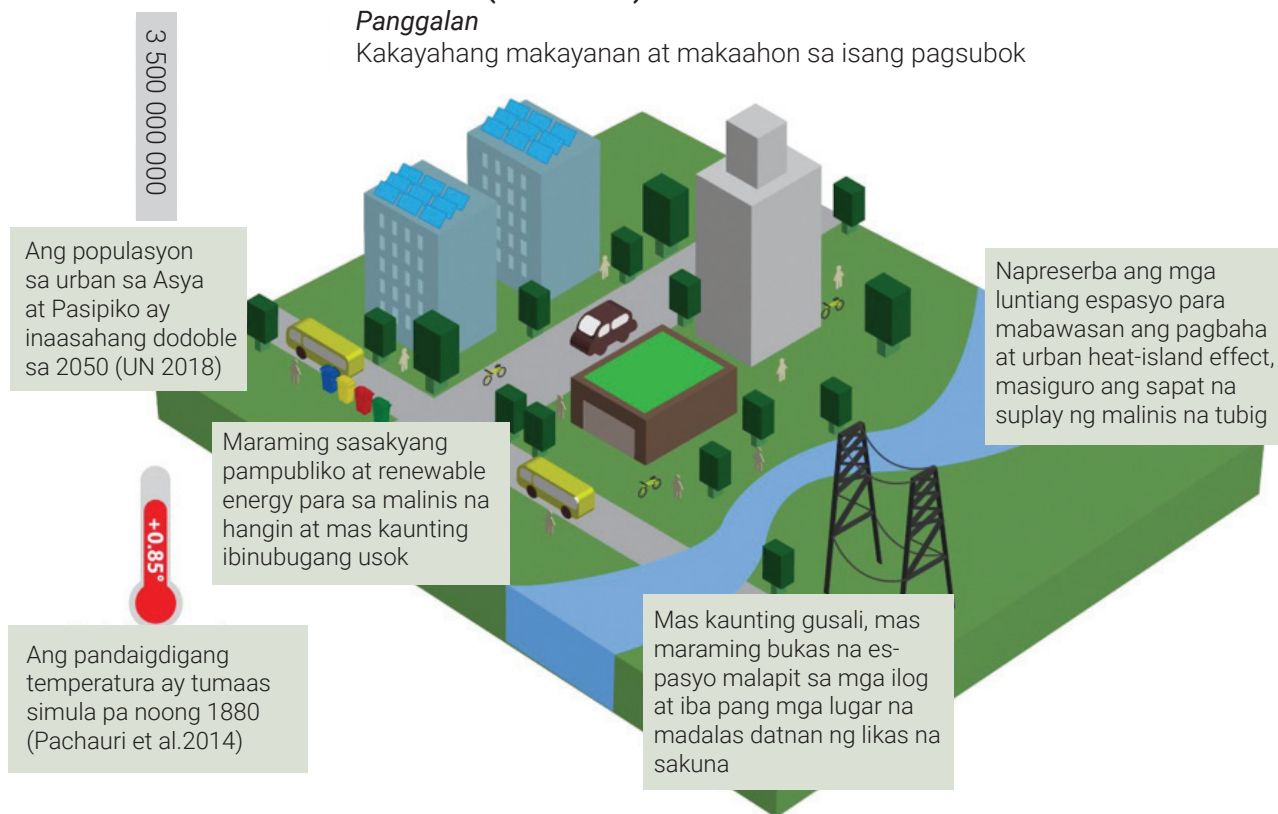 Panggalan
Kakayahang makayanan at makaahon sa isang pagsubok
3 500 000 000
Ang populasyon
sa urban sa Asya
at Pasipiko ay
inaasahang dodoble
sa 2050 (UN 2018)
Napreserba ang mga
luntiang espasyo para
mabawasan ang pagbaha
at urban heat-island effect,
masiguro ang sapat na
suplay ng malinis na tubig
Maraming sasakyang
pampubliko at renewable
energy para sa malinis na
hangin at mas kaunting
ibinubugang usok
+0.85°
Ang pandaigdigang
temperatura ay tumaas
simula pa noong 1880
(Pachauri et al.2014)
Mas kaunting gusali, mas
maraming bukas na es-
pasyo malapit sa mga ilog
at iba pang mga lugar na
madalas datnan ng likas na
sakuna